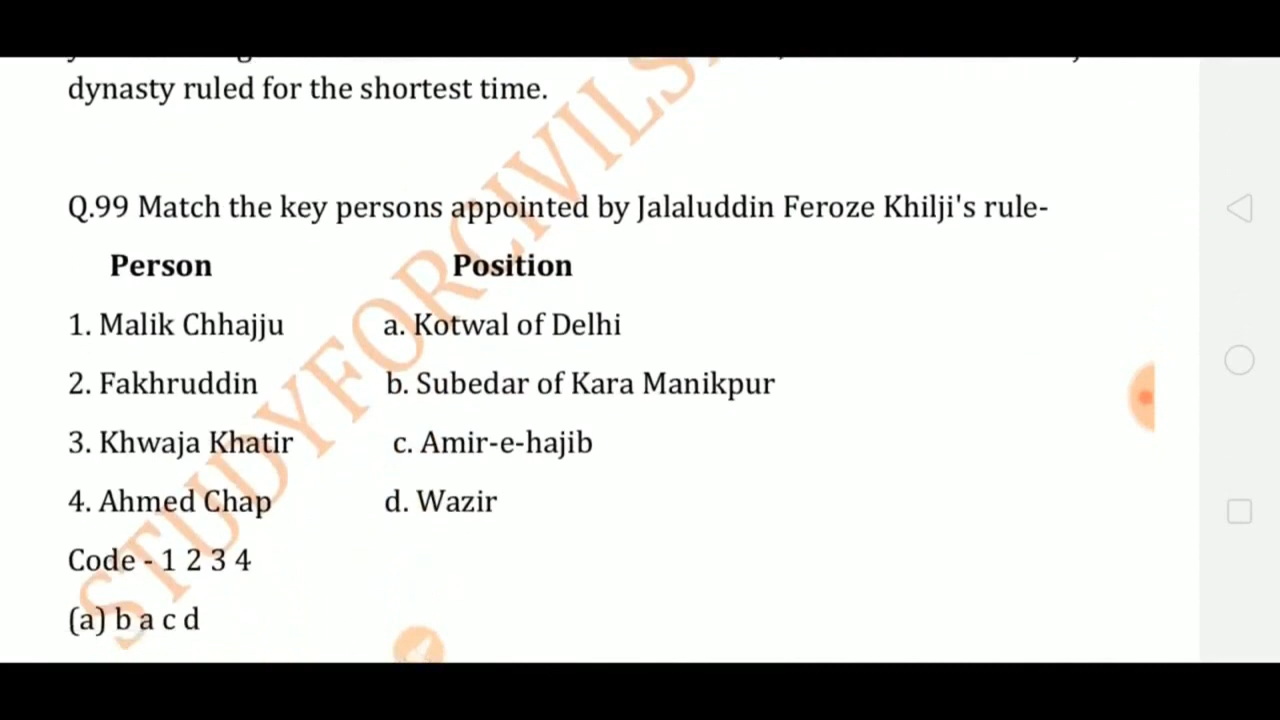 dynasty ruled for the shortest time.
Q.99 Match the key persons appointed by Jalaluddin Feroze Khilji's rule-
Person Position
1. Malik Chhajju a. Kotwal of Delhi
2. Fakhruddin b. Subedar of Kara Manikpur
3. Khwaja Khatir c. Amir-e-hajib
4. Ahmed Chap d. Wazir
Code - 1 2 3 4
(a) b a c d
STUDYFORCIVILS